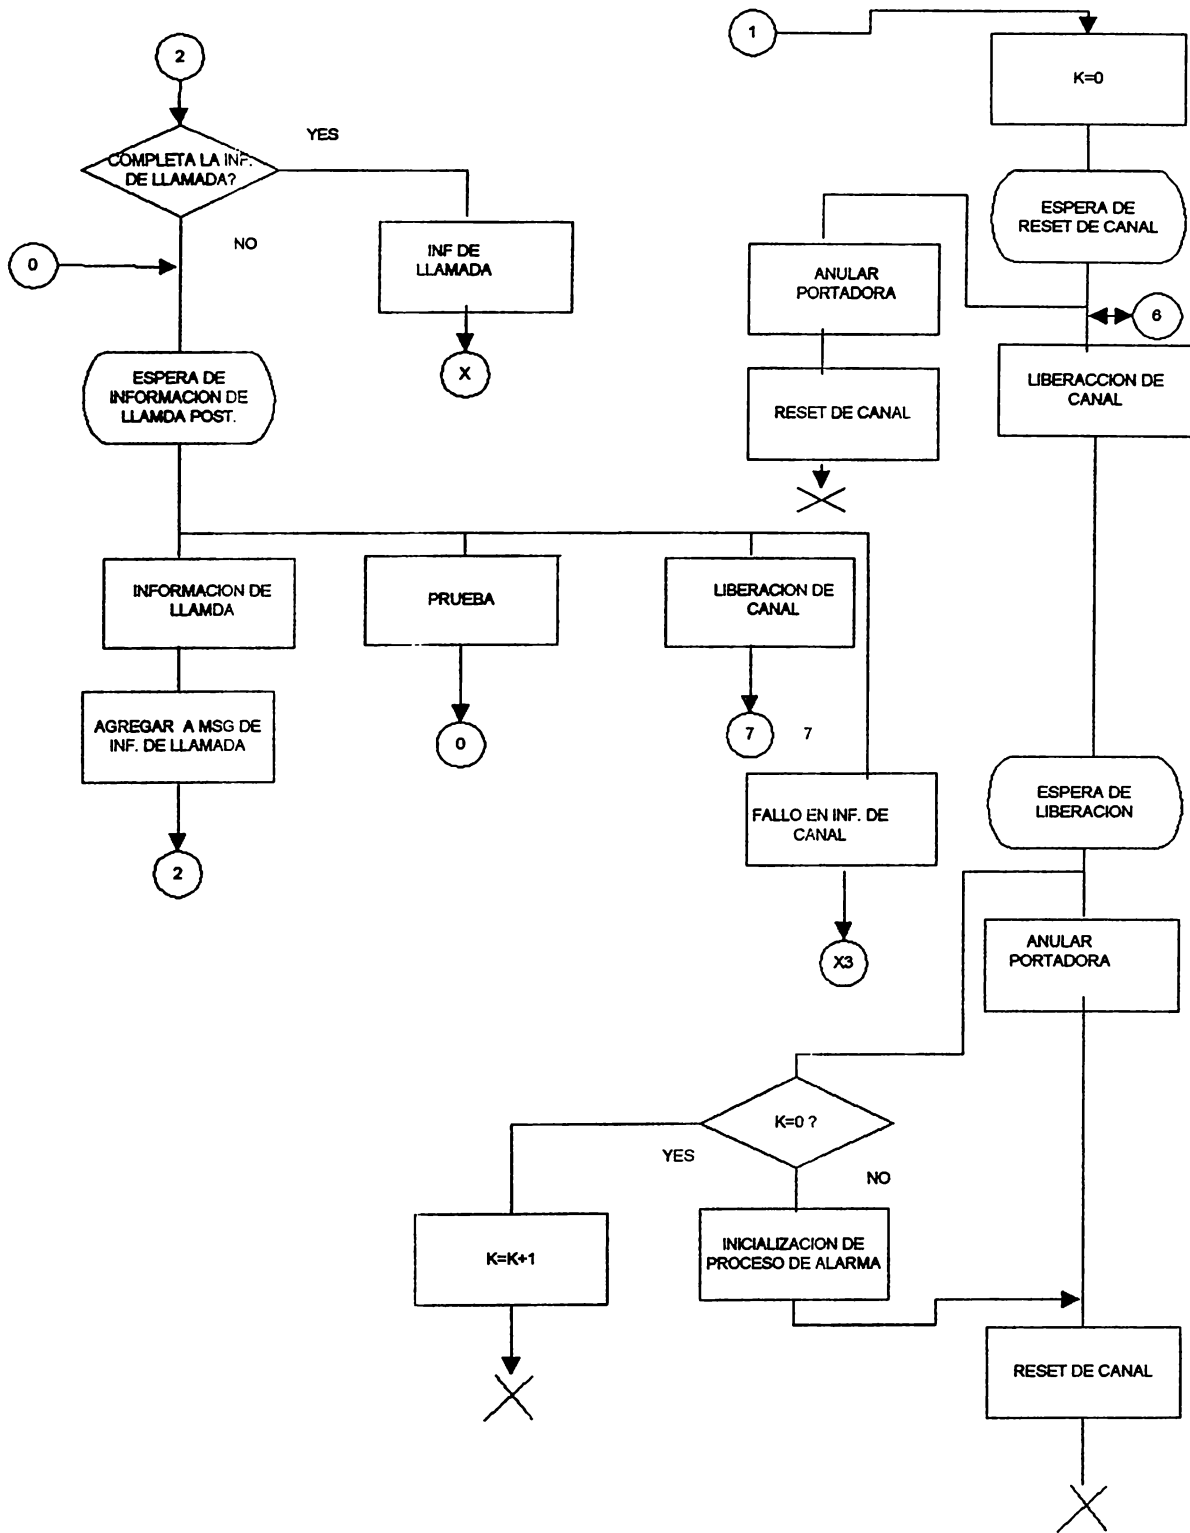 2
COMPLETA LA INF.
DE LLAMADA?
YES
NO
0
INF DE
LLAMADA
X
ESPERA DE
INFORMACION DE
LLAMDA POST.
INFORMACION DE
LLAMDA
AGREGAR A MSG DE
INF. DE LLAMADA
2
PRUEBA
0
LIBERACION DE
CANAL
7
7
FALLO EN INF. DE
CANAL
X3
1
K=0
ESPERA DE
RESET DE CANAL
ANULAR
PORTADORA
RESET DE CANAL
6
LIBERACCION DE
CANAL
ESPERA DE
LIBERACION
ANULAR
PORTADORA
K=0 ?
YES
NO
K=K+1
INICIALIZACION DE
PROCESO DE ALARMA
RESET DE CANAL